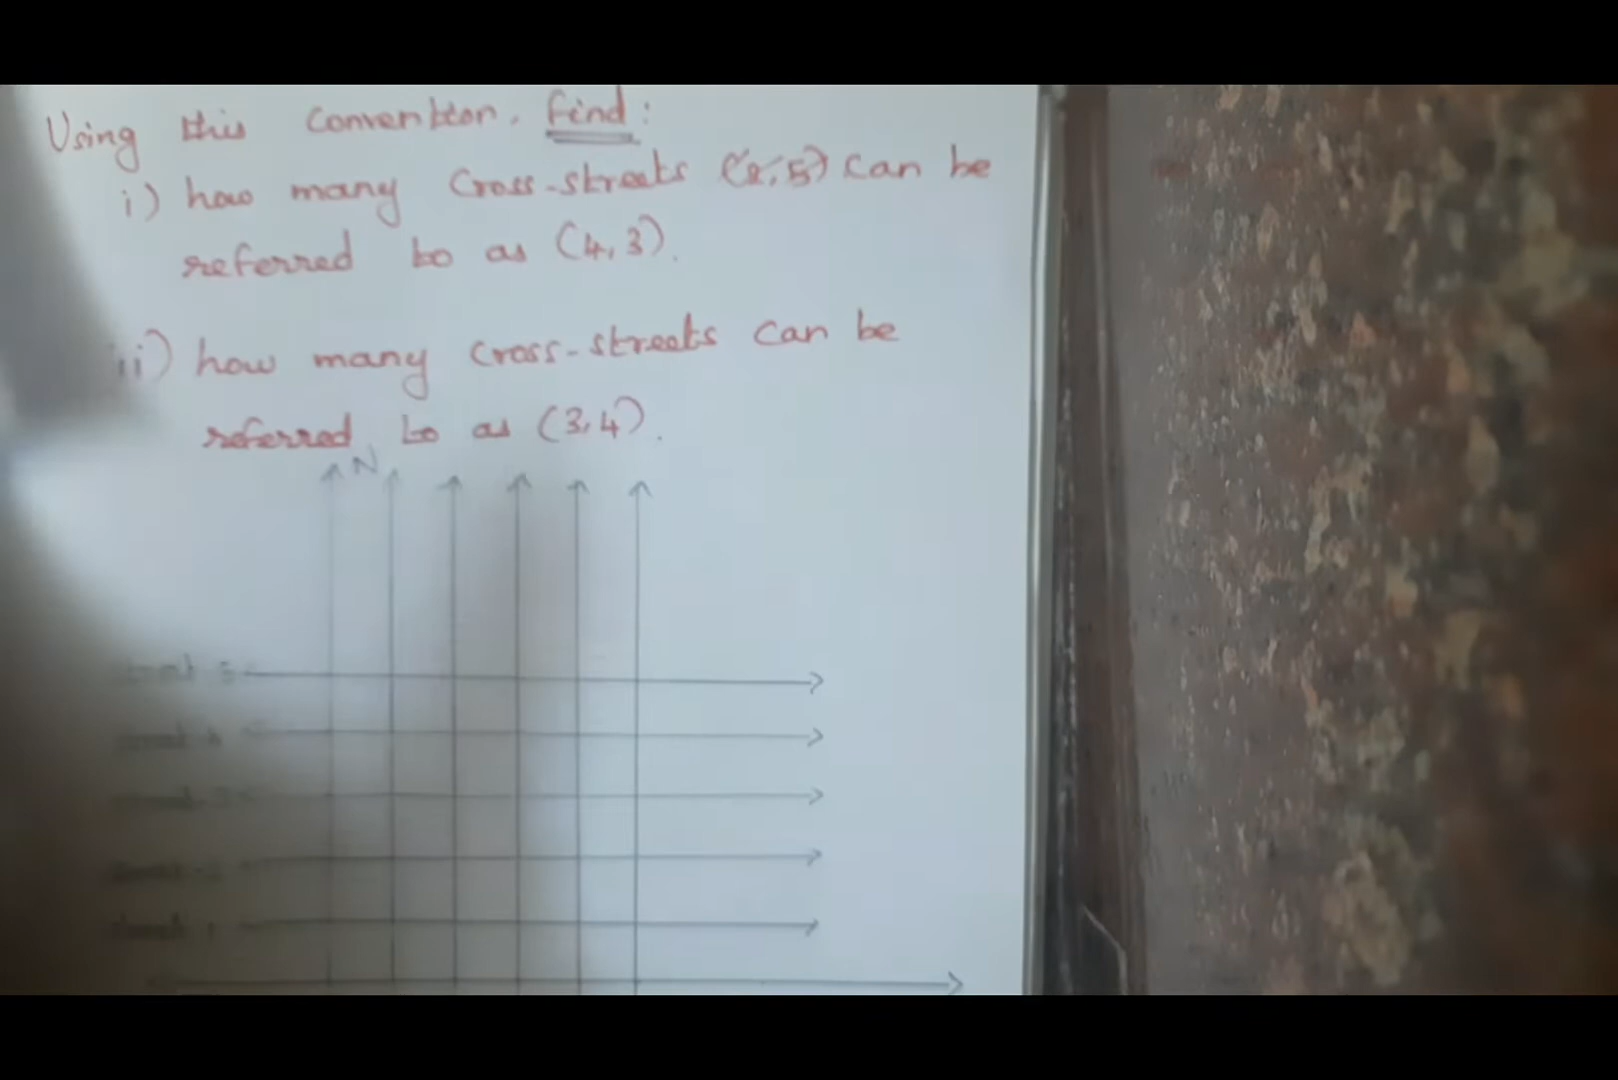 Using this convention. Find:
i) how many Cross-streets (2,5) can be
referred to as (4,3).
ii) how many cross-streets can be
referred to as (3,4).
N